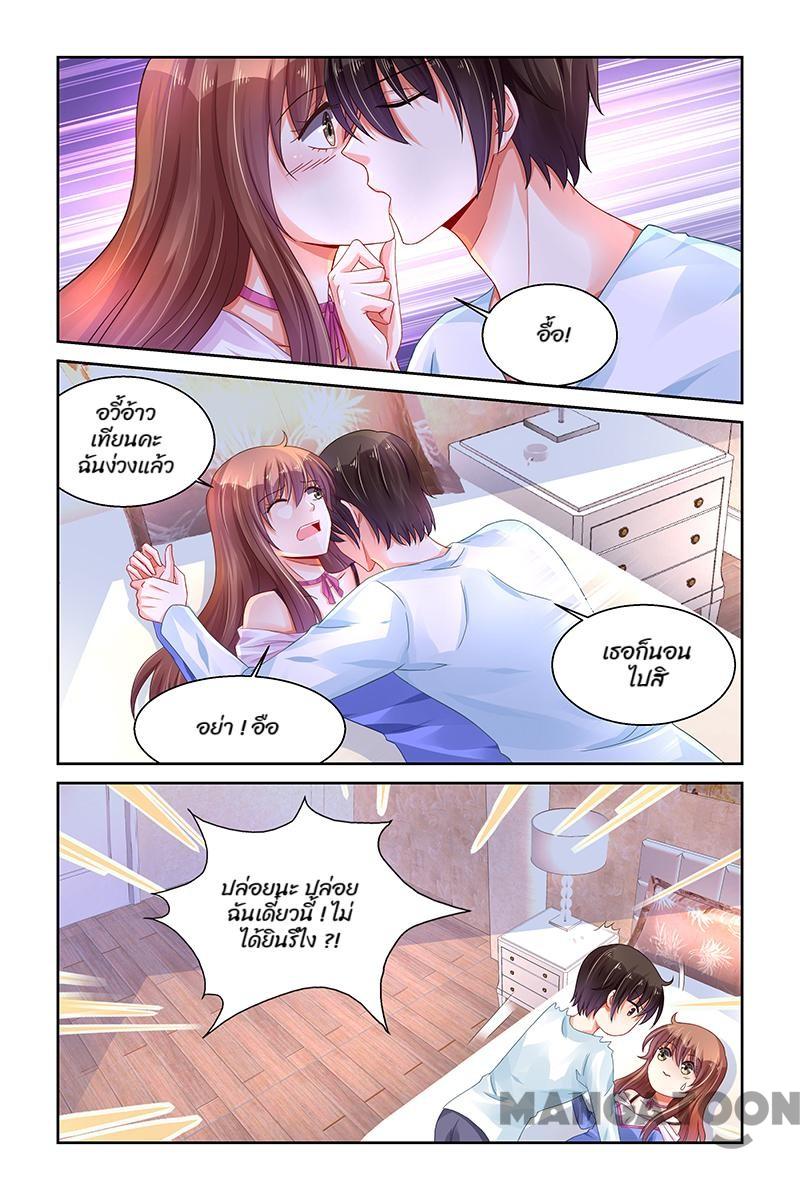 อื้อ!
อวี้อ้าว
เทียนคะ
ฉันง่วงแล้ว
เธอก็นอน
ไปสิ
อย่า ! อือ
ปล่อยนะ ปล่อย
ฉันเดี๋ยวนี้ ! ไม่
ได้ยินรึไง ?!
MANGATOON